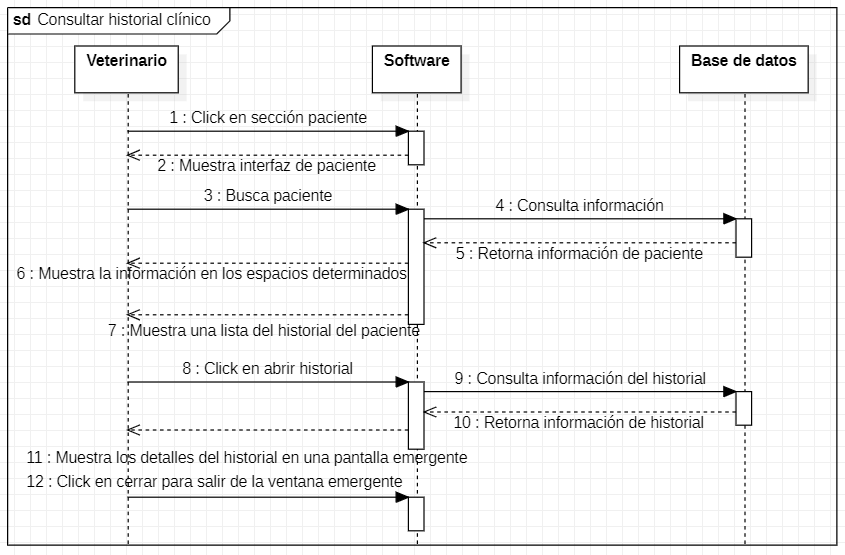 sd Consultar historial clínico
Veterinario
Software
Base de datos
1 : Click en sección paciente
2 : Muestra interfaz de paciente
3 : Busca paciente
4 : Consulta información
5 : Retorna información de paciente
6 : Muestra la información en los espacios determinados
7 : Muestra una lista del historial del paciente
8 : Click en abrir historial
9 : Consulta información del historial
10 : Retorna información de historial
11 : Muestra los detalles del historial en una pantalla emergente
12 : Click en cerrar para salir de la ventana emergente